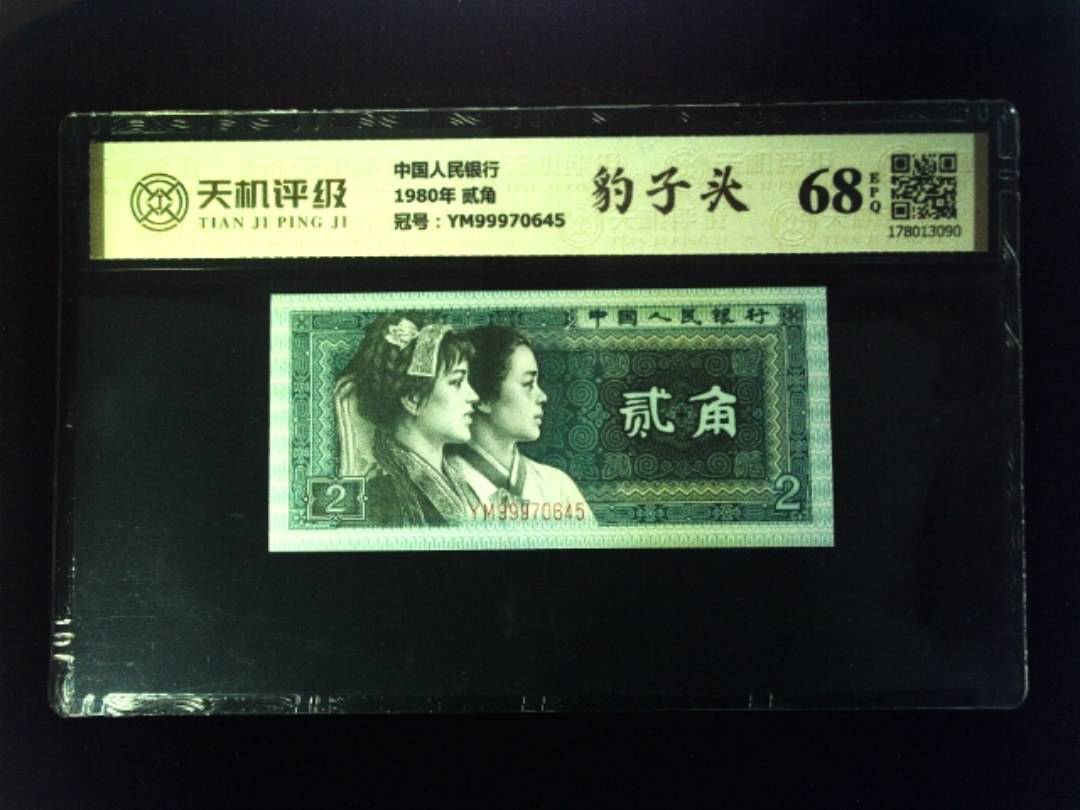 天机评级
TIAN JI PING JI
中国人民银行
1980年 贰角
冠号：YM99970645
豹子头
68
EPQ
178013090
中国人民银行
贰角
2
2
YM99970645